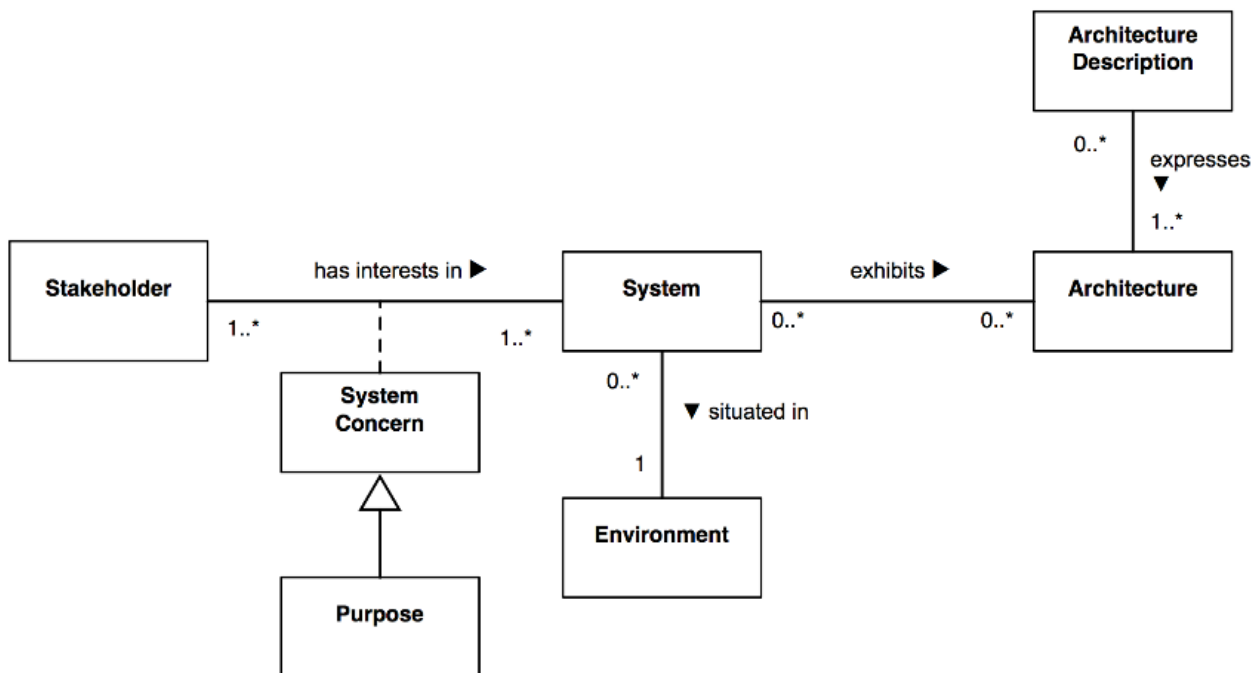 Architecture
Description
0..*
expresses
▼
1..*
Stakeholder
has interests in ▶
System
exhibits ▶
Architecture
1..*
1..*
0..*
0..*
System
Concern
0..*
▼ situated in
1
Environment
Purpose